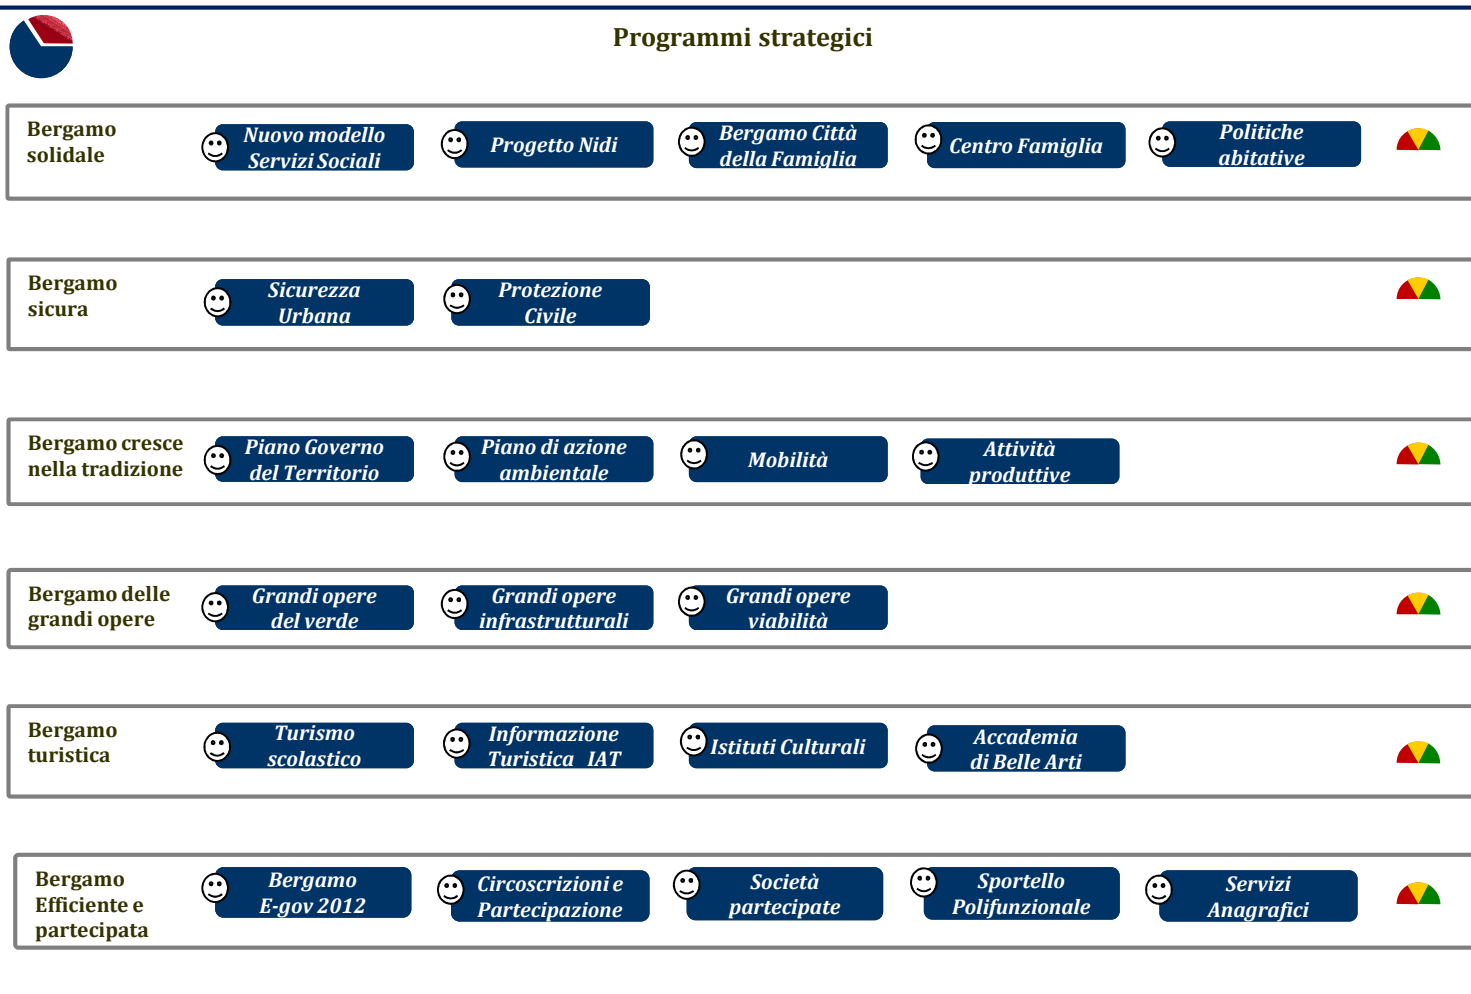 Programmi strategici
Bergamo
solidale
Nuovo modello
Servizi Sociali
Progetto Nidi
Bergamo Città
della Famiglia
Centro Famiglia
Politiche
abitative
Bergamo
sicura
Sicurezza
Urbana
Protezione
Civile
Bergamo cresce
nella tradizione
Piano Governo
del Territorio
Piano di azione
ambientale
Mobilità
Attività
produttive
Bergamo delle
grandi opere
Grandi opere
del verde
Grandi opere
infrastrutturali
Grandi opere
viabilità
Bergamo
turistica
Turismo
scolastico
Informazione
Turistica IAT
Istituti Culturali
Accademia
di Belle Arti
Bergamo
Efficiente e
partecipata
Bergamo
E-gov 2012
Circoscrizioni e
Partecipazione
Società
partecipate
Sportello
Polifunzionale
Servizi
Anagrafici